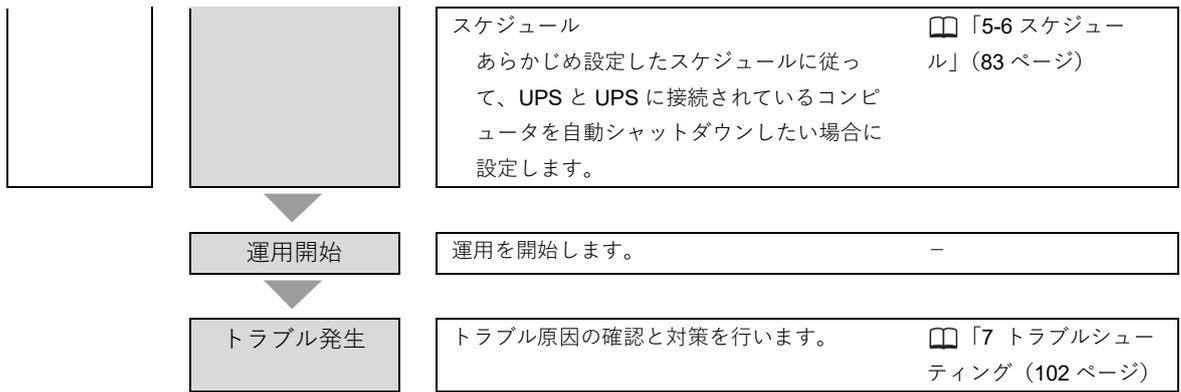 スケジュール
あらかじめ設定したスケジュールに従っ
て、UPS と UPS に接続されているコンピ
ュータを自動シャットダウンしたい場合に
設定します。
「5-6 スケジュー
ル」（83 ページ）
運用開始
運用を開始します。
－
トラブル発生
トラブル原因の確認と対策を行います。
「7 トラブルシュー
ティング（102 ページ）